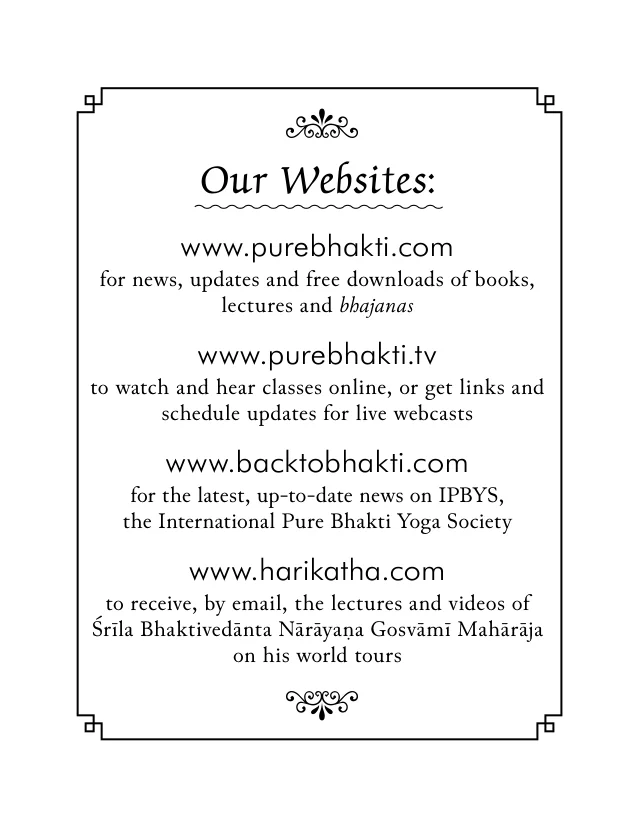 Our Websites:
www.purebhakti.com
for news, updates and free downloads of books,
lectures and bhajanas
www.purebhakti.tv
to watch and hear classes online, or get links and
schedule updates for live webcasts
www.backtobhakti.com
for the latest, up-to-date news on IPBYS,
the International Pure Bhakti Yoga Society
www.harikatha.com
to receive, by email, the lectures and videos of
Śrīla Bhaktivedānta Nārāyaṇa Gosvāmī Mahārāja
on his world tours